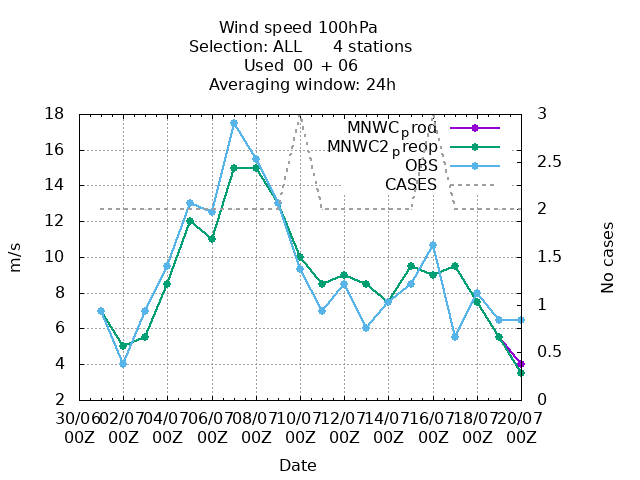 Wind speed 100hPa
Selection: ALL 4 stations
Used 00 + 06
Averaging window: 24h
18 3
MNWC_prod
MNWC2_preop
OBS
CASES
16 2.5
14
12 2
10 1.5
8 1
6
4 0.5
2 0
m/s
No cases
30/06 02/07 04/07 06/07 08/07 10/07 12/07 14/07 16/07 18/07 20/07
00Z 00Z 00Z 00Z 00Z 00Z 00Z 00Z 00Z 00Z 00Z
Date